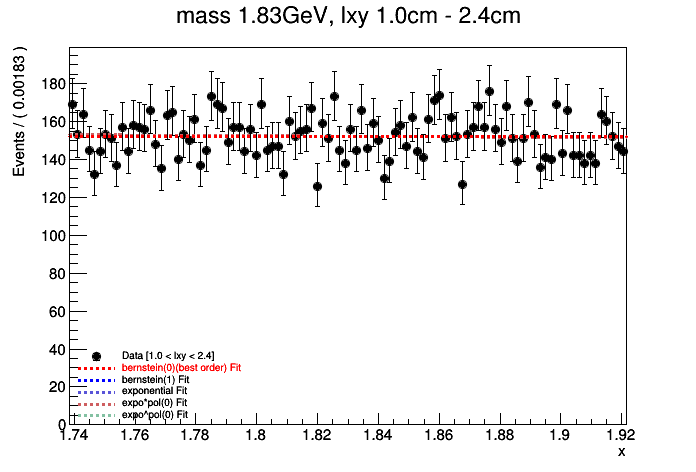 mass 1.83GeV, lxy 1.0cm - 2.4cm
Events / ( 0.00183 )
180
160
140
120
100
80
60
40
20
0
Data [1.0 < lxy < 2.4]
bernstein(0)(best order) Fit
bernstein(1) Fit
exponential Fit
expo*pol(0) Fit
expo^pol(0) Fit
1.74 1.76 1.78 1.8 1.82 1.84 1.86 1.88 1.9 1.92
x